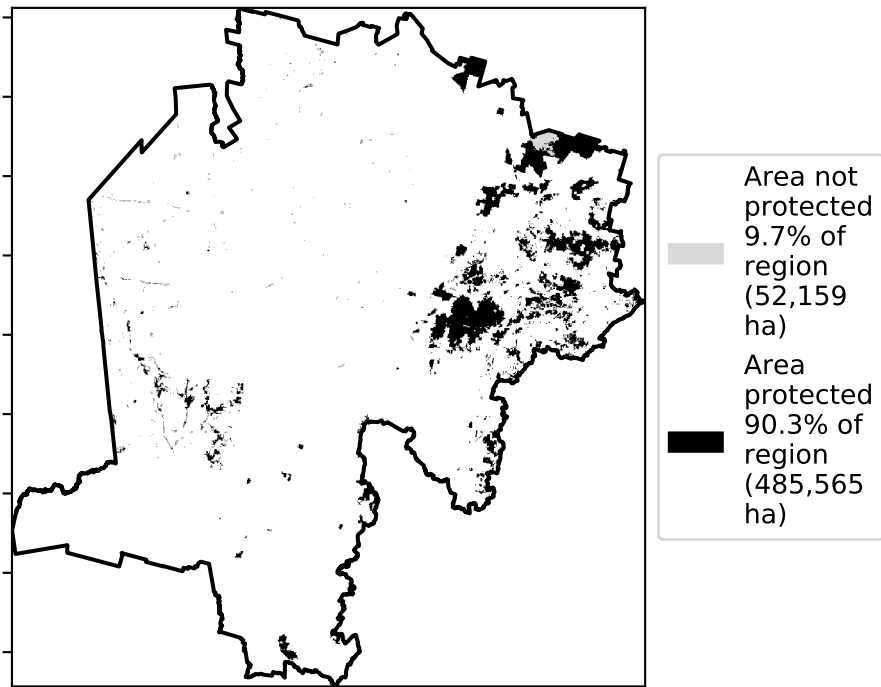 Area not
protected
9.7% of
region
(52,159
ha)
Area
protected
90.3% of
region
(485,565
ha)